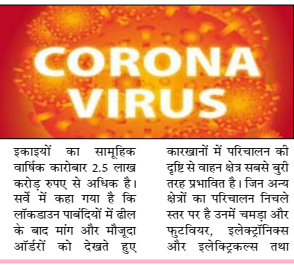 CORONA
VIRUS
इकाइयों का सामूहिक
वार्षिक कारोबार 2.5 लाख
करोड़ रुपए से अधिक है।
सर्वे में कहा गया है कि
लॉकडाउन पाबंदियों में ढील
के बाद मांग और मौजूदा
ऑर्डरों को देखते हुए
कारखानों में परिचालन की
दृष्टि से वाहन क्षेत्र सबसे बुरी
तरह प्रभावित है। जिन अन्य
क्षेत्रों का परिचालन निचले
स्तर पर है उनमें चमड़ा और
फुटवियर, इलेक्ट्रॉनिक्स
और इलेक्ट्रिकल्स तथा